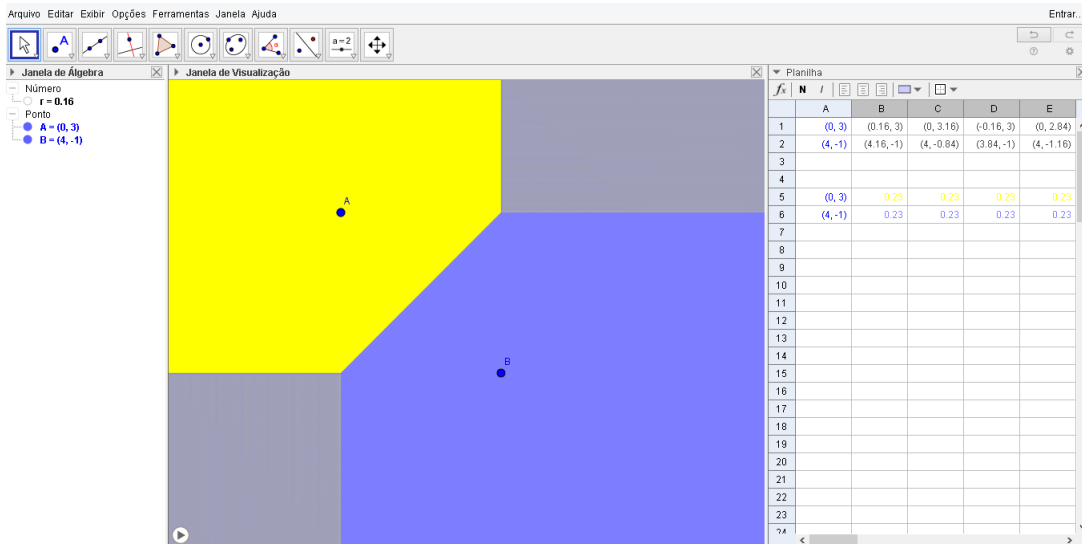 Arquivo Editar Exibir Opções Ferramentas Janela Ajuda Entrar...
A a=2
Janela de Álgebra
Janela de Visualização
Planilha
Número
r = 0.16
Ponto
A = (0, 3)
B = (4, -1)
A
B
fx N I
A B C D E
1 (0, 3) (0.16, 3) (0, 3.16) (-0.16, 3) (0, 2.84)
2 (4, -1) (4.16, -1) (4, -0.84) (3.84, -1) (4, -1.16)
3
4
5 (0, 3) 0.23 0.23 0.23 0.23
6 (4, -1) 0.23 0.23 0.23 0.23
7
8
9
10
11
12
13
14
15
16
17
18
19
20
21
22
23
24